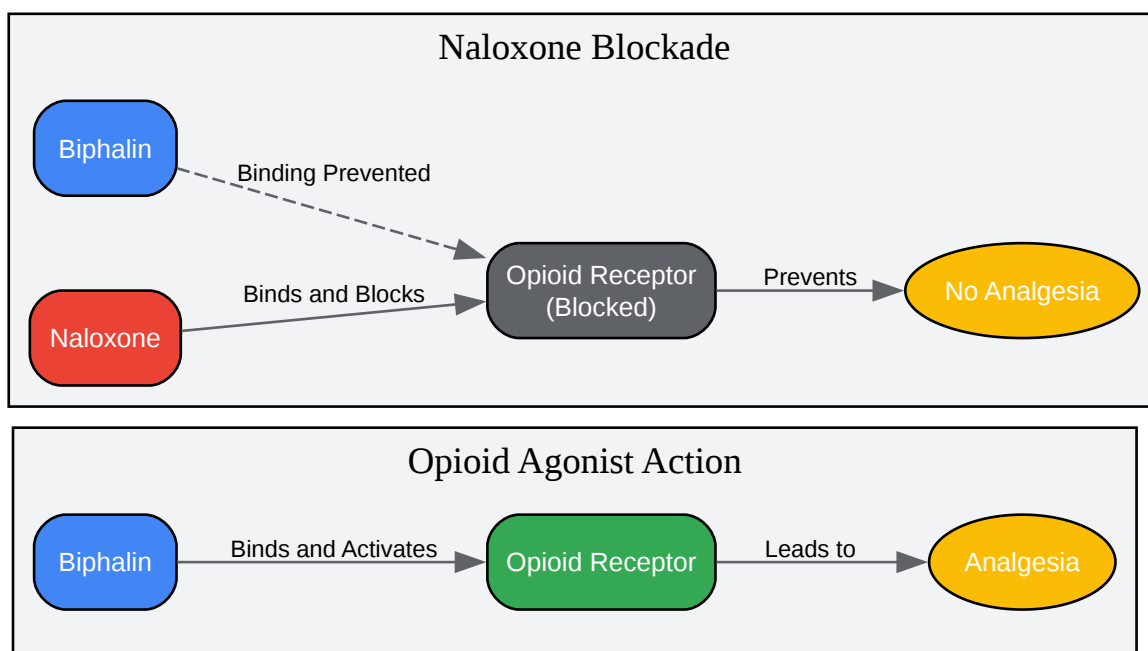 Naloxone Blockade
Biphalin
Binding Prevented
Naloxone
Binds and Blocks
Opioid Receptor
(Blocked)
Prevents
No Analgesia
Opioid Agonist Action
Biphalin
Binds and Activates
Opioid Receptor
Leads to
Analgesia